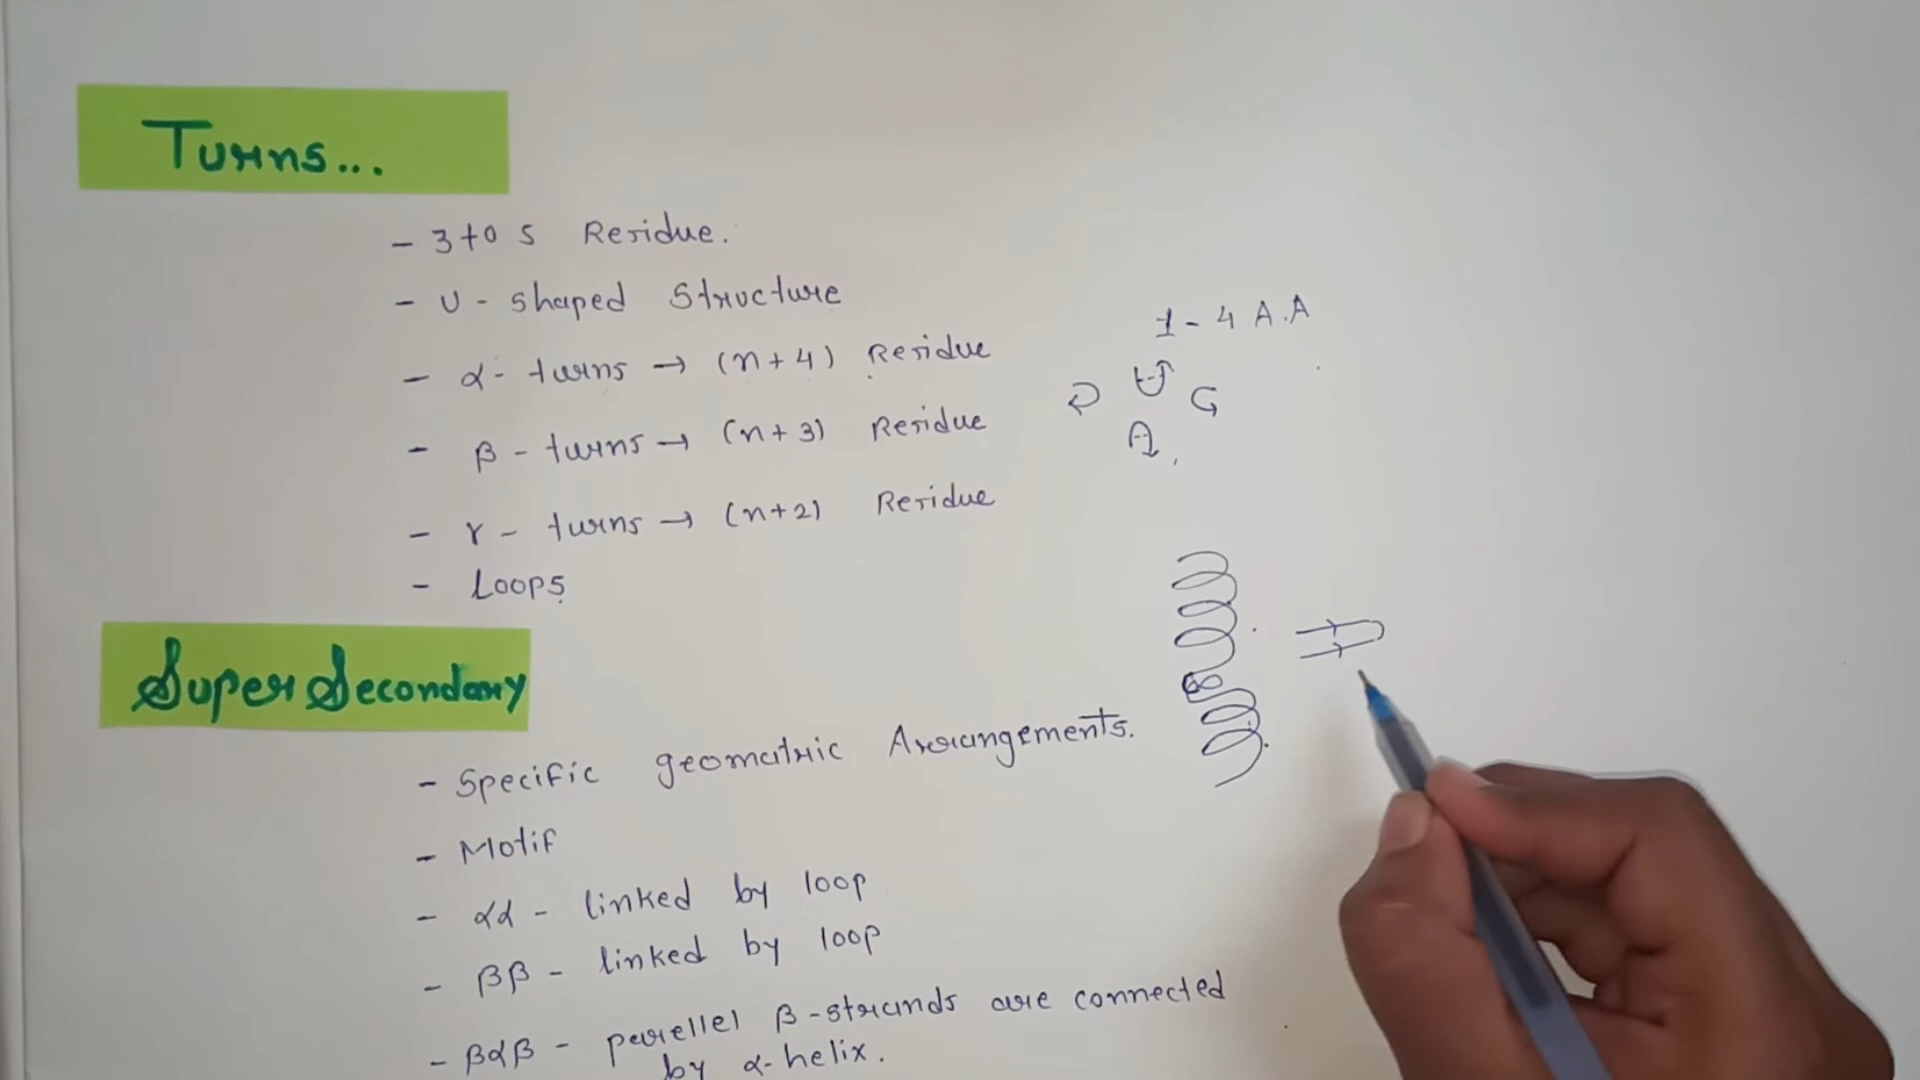 Turns...
- 3 to 5 Residue.
- U - shaped Structure
1 - 4 A.A
- α - turns → (n + 4) Residue
- β - turns → (n + 3) Residue
- γ - turns → (n+2) Residue
- Loops
Super Secondary
- Specific geomatric Arrangements.
- Motif
- αα - linked by loop
- ββ - linked by loop
- βαβ - parellel β-strands are connected
by α-helix.